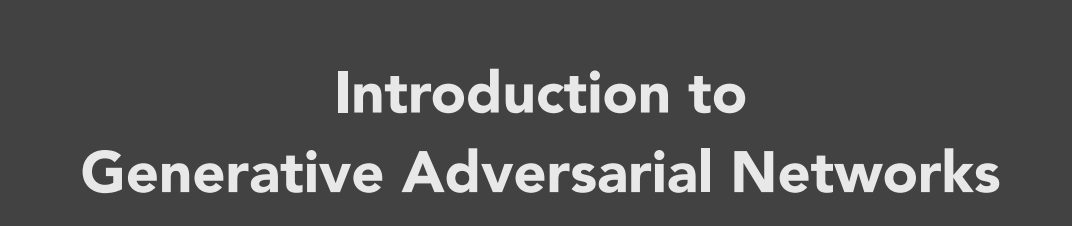 Introduction to
Generative Adversarial Networks